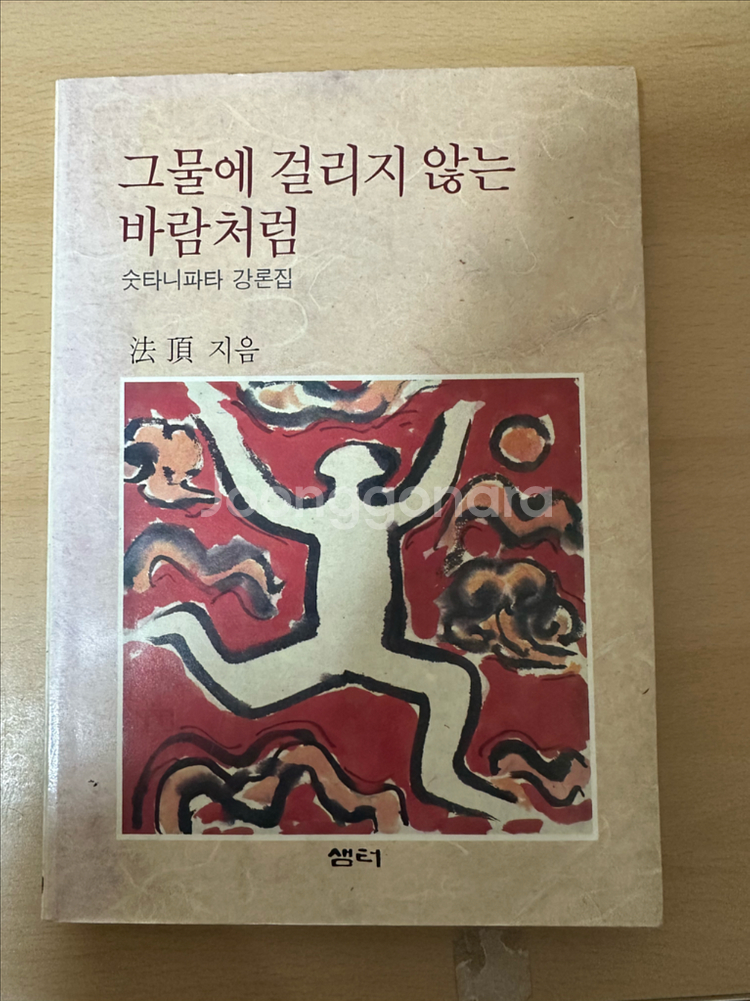 그물에 걸리지 않는
바람처럼
숫타니파타 강론집
法頂 지음
Joonggonara
샘터